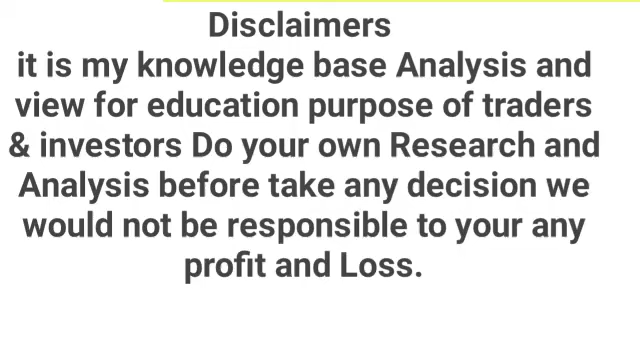 Disclaimers
it is my knowledge base Analysis and
view for education purpose of traders
& investors Do your own Research and
Analysis before take any decision we
would not be responsible to your any
profit and Loss.